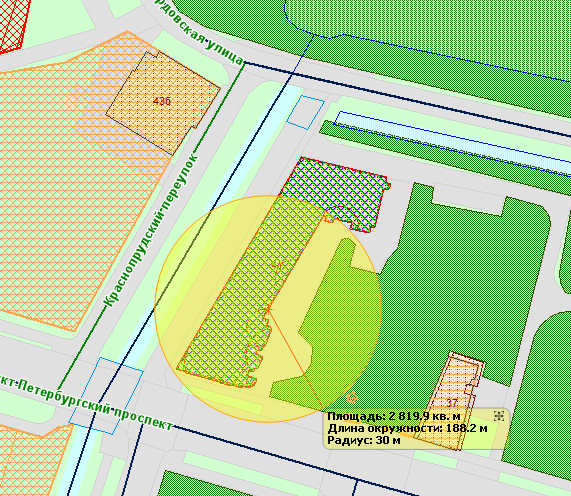 рдовская улица
436
Краснопрудский переулок
кт-Петербургский проспект
37
Площадь: 2 819.9 кв. м
Длина окружности: 188.2 м
Радиус: 30 м